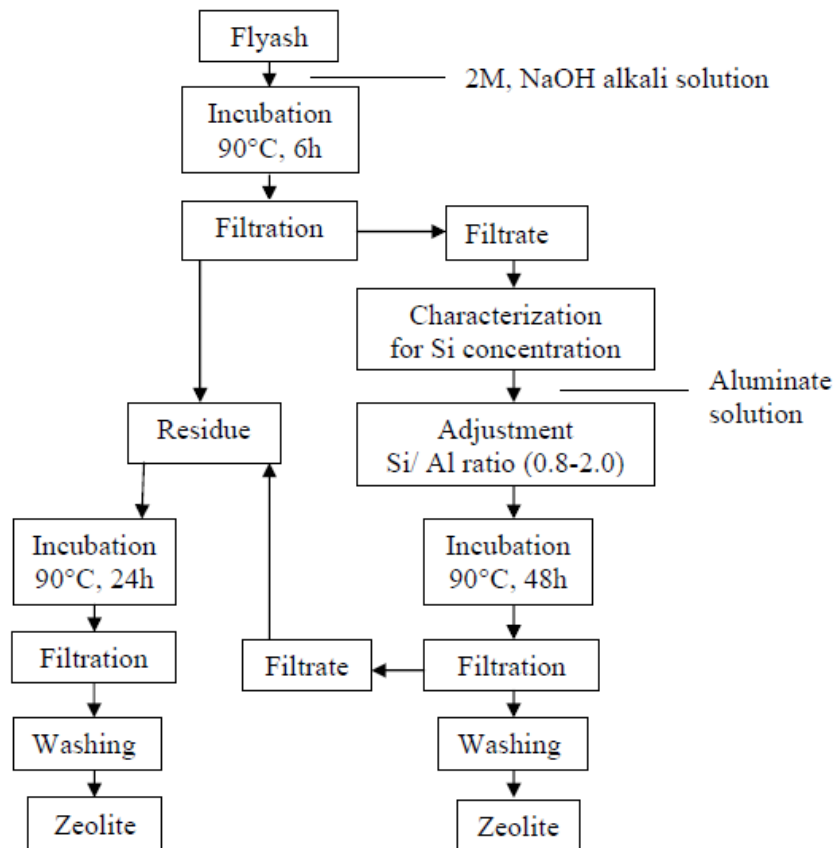 Flyash
2M, NaOH alkali solution
Incubation
90°C, 6h
Filtration
Filtrate
Characterization
for Si concentration
Aluminate
solution
Residue
Adjustment
Si/ Al ratio (0.8-2.0)
Incubation
90°C, 24h
Incubation
90°C, 48h
Filtration
Filtrate
Filtration
Washing
Washing
Zeolite
Zeolite